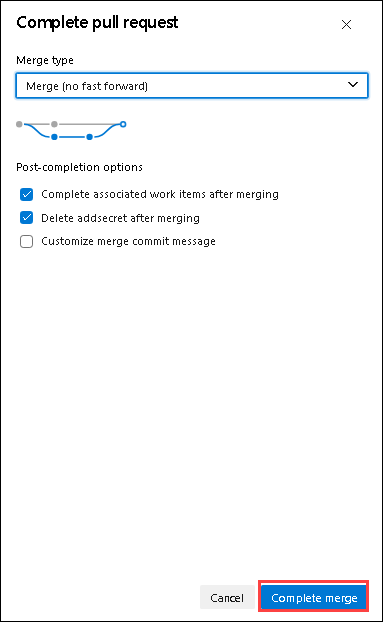 Complete pull request
Merge type
Merge (no fast forward)
Post-completion options
Complete associated work items after merging
Delete addsecret after merging
Customize merge commit message
Cancel
Complete merge